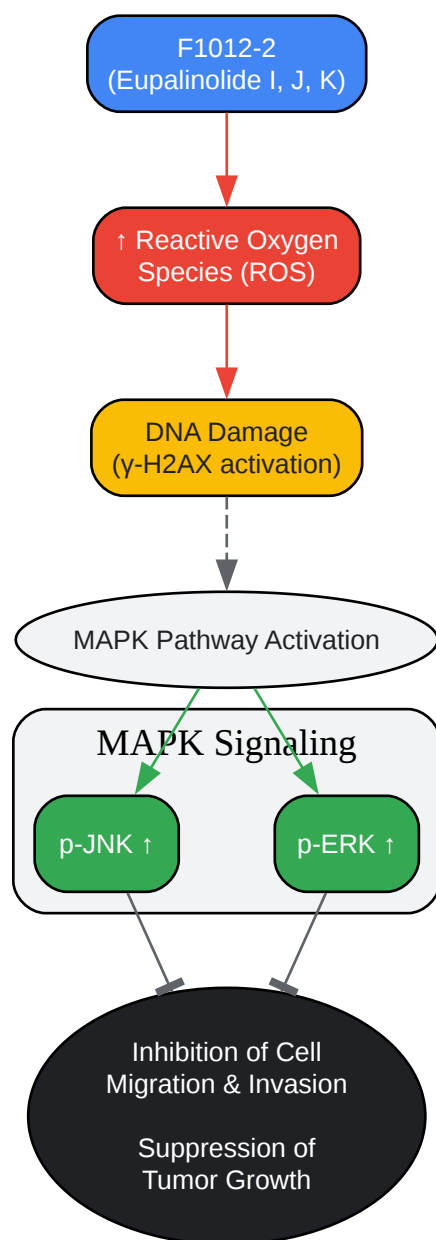 F1012-2
(Eupalinolide I, J, K)
↑ Reactive Oxygen
Species (ROS)
DNA Damage
(γ-H2AX activation)
MAPK Pathway Activation
MAPK Signaling
p-JNK ↑
p-ERK ↑
Inhibition of Cell
Migration & Invasion
Suppression of
Tumor Growth